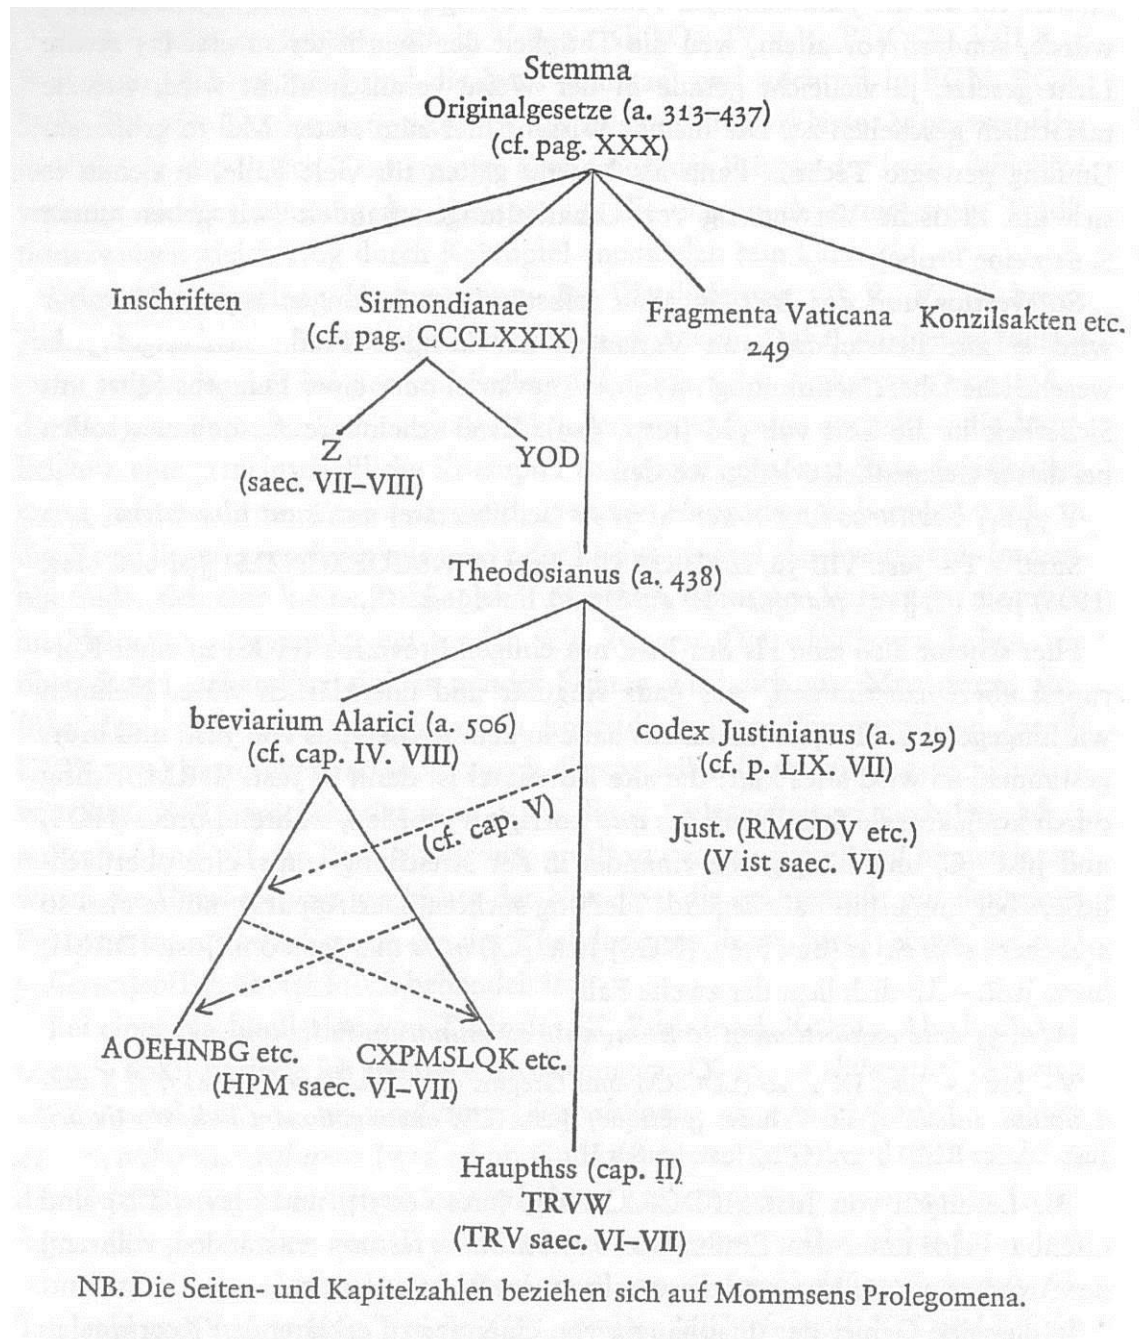 Stemma
Originalgesetze (a. 313–437)
(cf. pag. XXX)
Inschriften
Sirmondianae
(cf. pag. CCCLXXIX)
Fragmenta Vaticana
249
Konzilsakten etc.
Z
(saec. VII–VIII)
YOD
Theodosianus (a. 438)
breviarium Alarici (a. 506)
(cf. cap. IV. VIII)
codex Justinianus (a. 529)
(cf. p. LIX. VII)
(cf. cap. V)
Just. (RMCDV etc.)
(V ist saec. VI)
AOEHNBG etc.
CXPMSLQK etc.
(HPM saec. VI–VII)
Haupthss (cap. II)
TRVW
(TRV saec. VI–VII)
NB. Die Seiten- und Kapitelzahlen beziehen sich auf Mommsens Prolegomena.